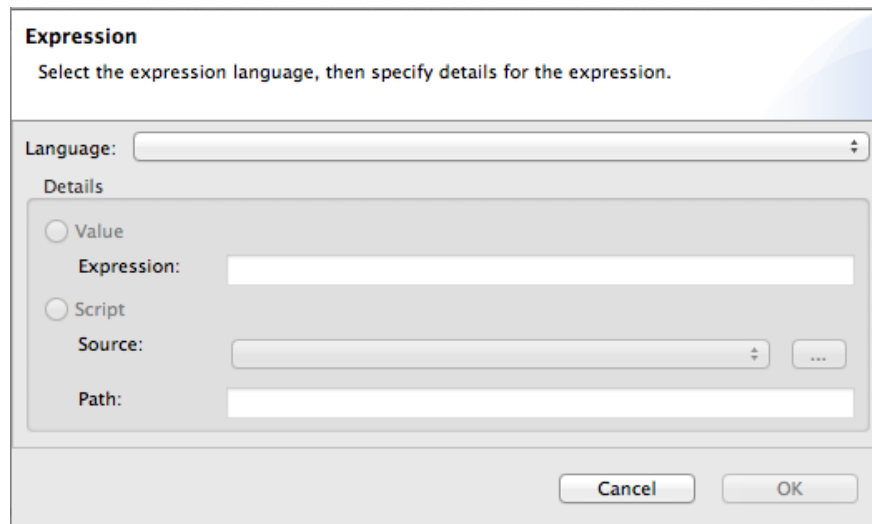 Expression
Select the expression language, then specify details for the expression.
Language:
Details
Value
Expression:
Script
Source:
...
Path:
Cancel
OK